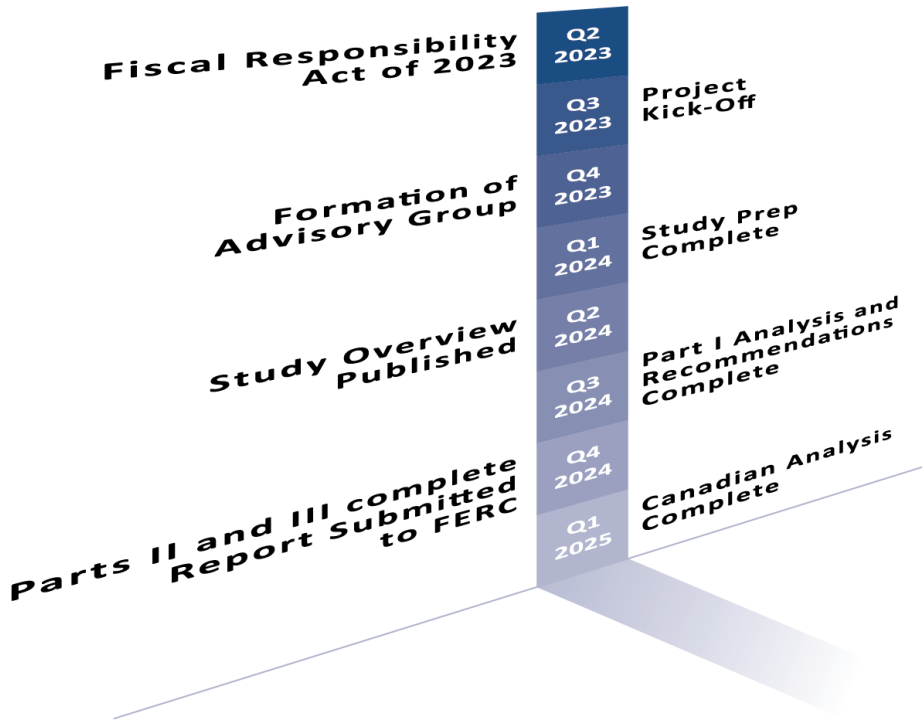 Fiscal Responsibility
Act of 2023
Q2
2023
Q3
2023
Project
Kick-Off
Formation of
Advisory Group
Q4
2023
Q1
2024
Study Prep
Complete
Study Overview
Published
Q2
2024
Q3
2024
Part I Analysis and
Recommendations
Complete
Parts II and III complete
Report Submitted
to FERC
Q4
2024
Q1
2025
Canadian Analysis
Complete